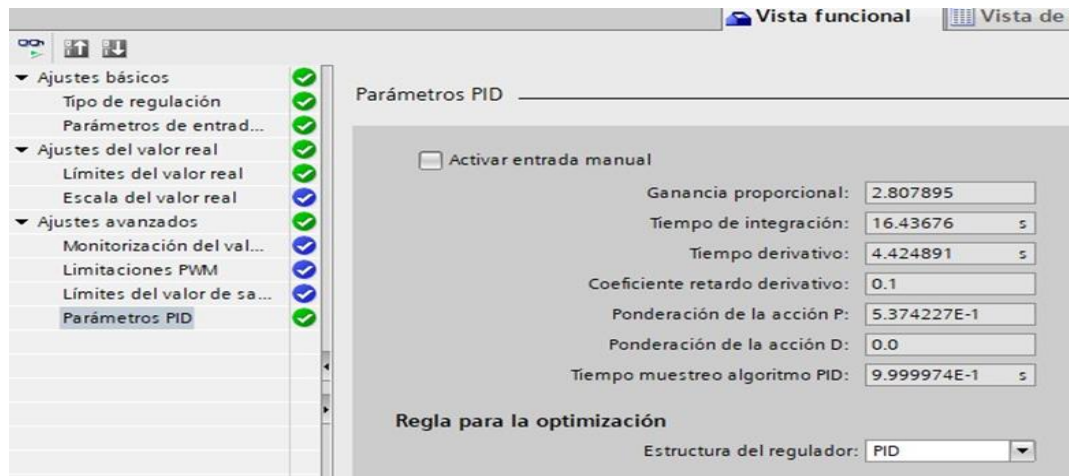 Vista funcional
Vista de
Ajustes básicos
Tipo de regulación
Parámetros de entrad...
Ajustes del valor real
Límites del valor real
Escala del valor real
Ajustes avanzados
Monitorización del val...
Limitaciones PWM
Límites del valor de sa...
Parámetros PID
Parámetros PID
Activar entrada manual
Ganancia proporcional: 2.807895
Tiempo de integración: 16.43676 s
Tiempo derivativo: 4.424891 s
Coeficiente retardo derivativo: 0.1
Ponderación de la acción P: 5.374227E-1
Ponderación de la acción D: 0.0
Tiempo muestreo algoritmo PID: 9.999974E-1 s
Regla para la optimización
Estructura del regulador: PID